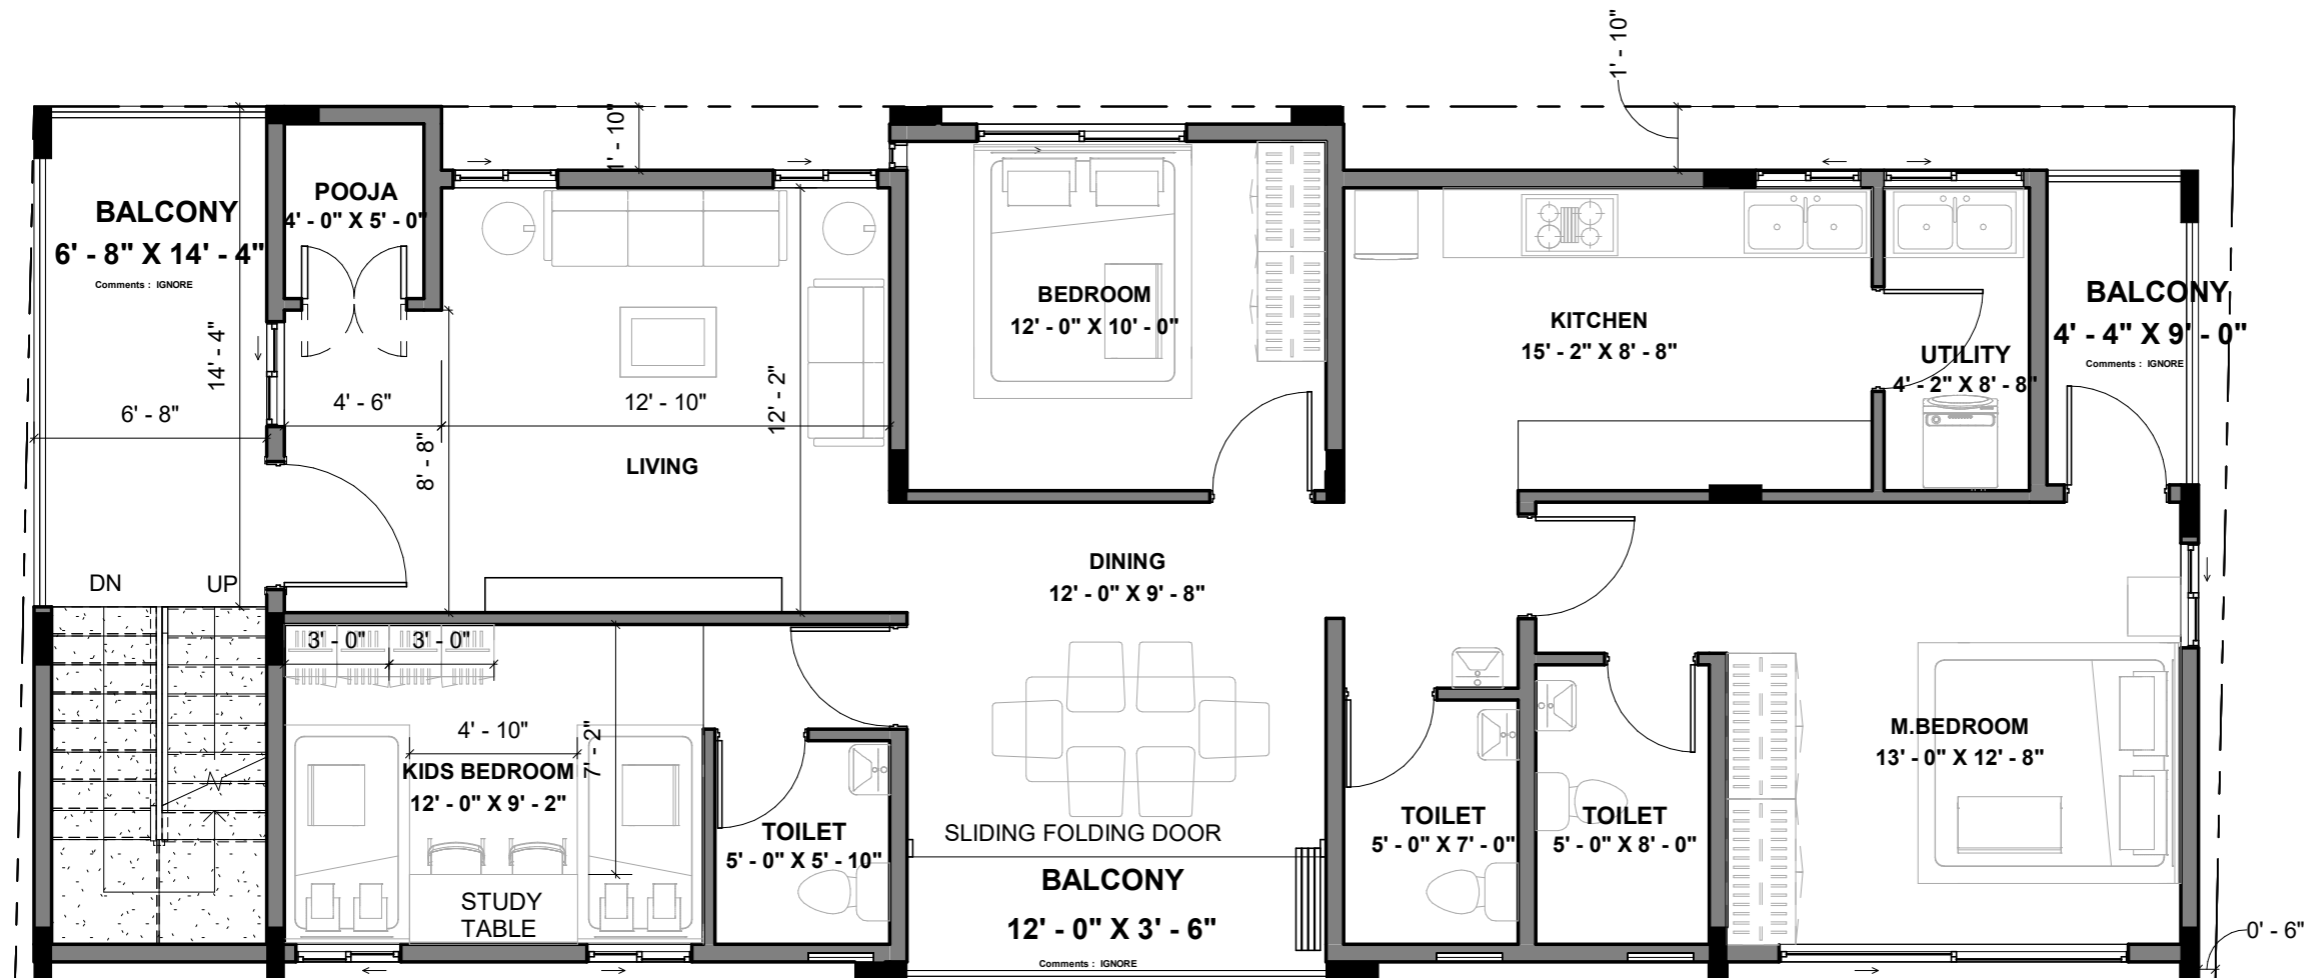 1' - 10"
1' - 10"
BALCONY
6' - 8" X 14' - 4"
Comments : IGNORE
POOJA
4' - 0" X 5' - 0"
14' - 4"
6' - 8"
4' - 6"
12' - 10"
12' - 2"
8' - 8"
LIVING
BEDROOM
12' - 0" X 10' - 0"
KITCHEN
15' - 2" X 8' - 8"
UTILITY
4' - 2" X 8' - 8"
BALCONY
4' - 4" X 9' - 0"
Comments : IGNORE
DN
UP
DINING
12' - 0" X 9' - 8"
3' - 0"
3' - 0"
4' - 10"
7' - 2"
KIDS BEDROOM
12' - 0" X 9' - 2"
STUDY
TABLE
TOILET
5' - 0" X 5' - 10"
SLIDING FOLDING DOOR
BALCONY
12' - 0" X 3' - 6"
Comments : IGNORE
TOILET
5' - 0" X 7' - 0"
TOILET
5' - 0" X 8' - 0"
M.BEDROOM
13' - 0" X 12' - 8"
0' - 6"